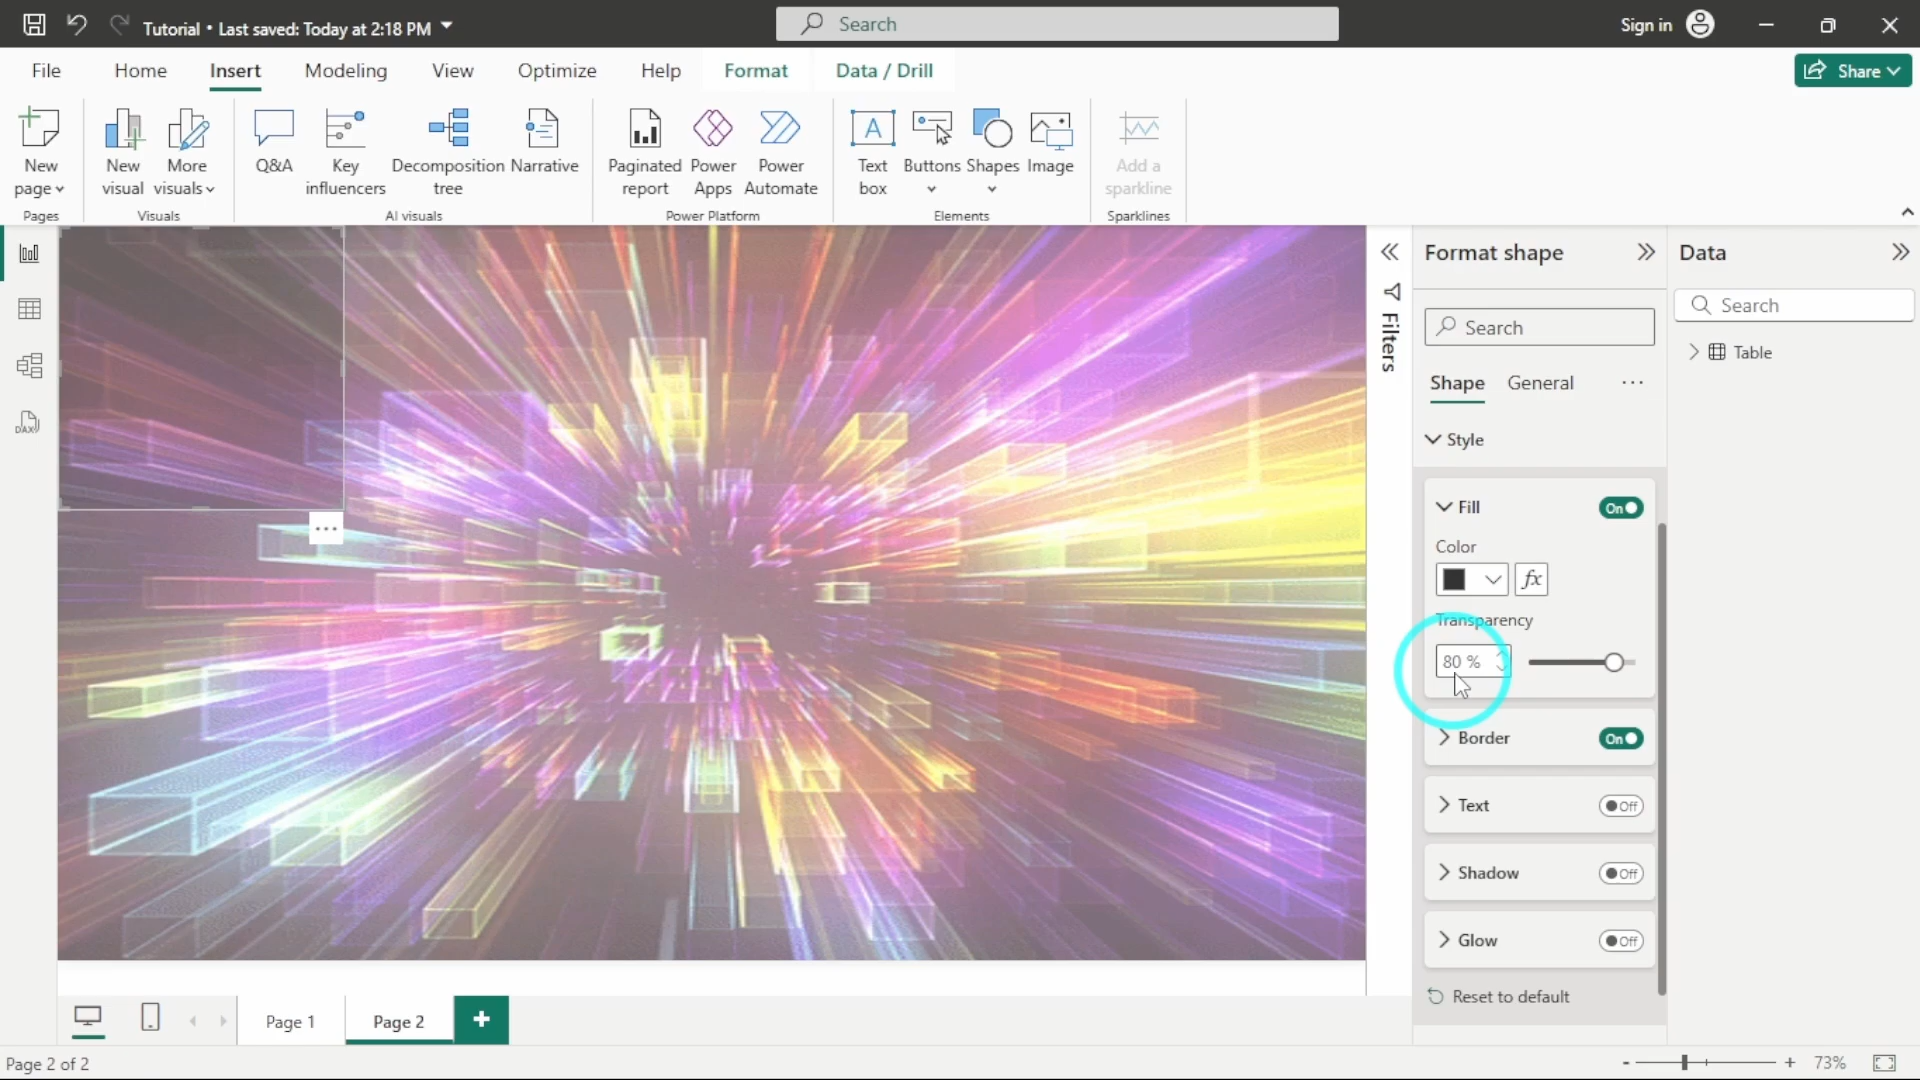 Tutorial • Last saved: Today at 2:18 PM
Search
Sign in
File
Home
Insert
Modeling
View
Optimize
Help
Format
Data / Drill
Share
New page
New visual
More visuals
Q&A
Key influencers
Decomposition tree
Narrative
Paginated report
Power Apps
Power Automate
Text box
Buttons
Shapes
Image
Add a sparkline
Pages
Visuals
AI visuals
Power Platform
Elements
Sparklines
DAX
Filters
Format shape
Search
Shape
General
Style
Fill
On
Color
fx
Transparency
80 %
Border
On
Text
Off
Shadow
Off
Glow
Off
Reset to default
Data
Search
Table
Page 1
Page 2
Page 2 of 2
- + 73%